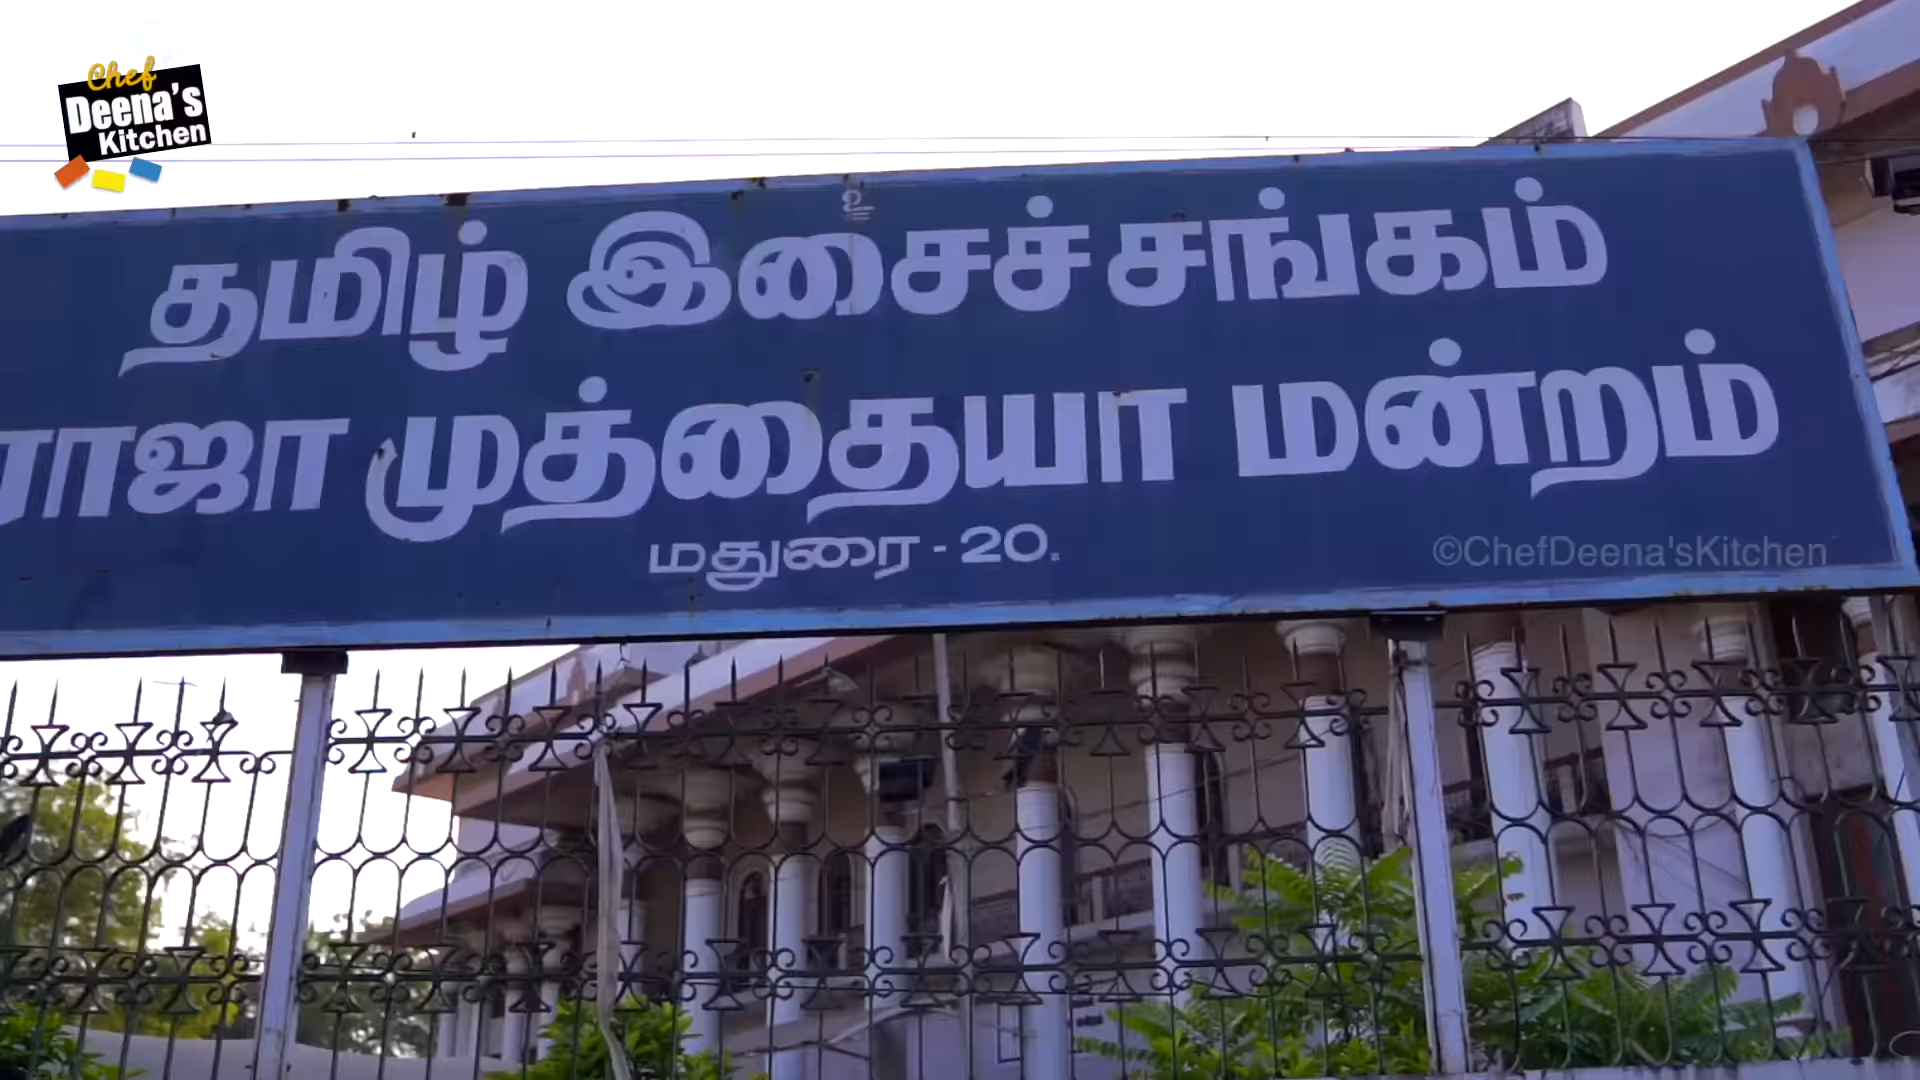 Chef
Deena's
Kitchen
உ
தமிழ் இசைச்சங்கம்
ராஜா முத்தையா மன்றம்
மதுரை - 20.
©ChefDeena'sKitchen